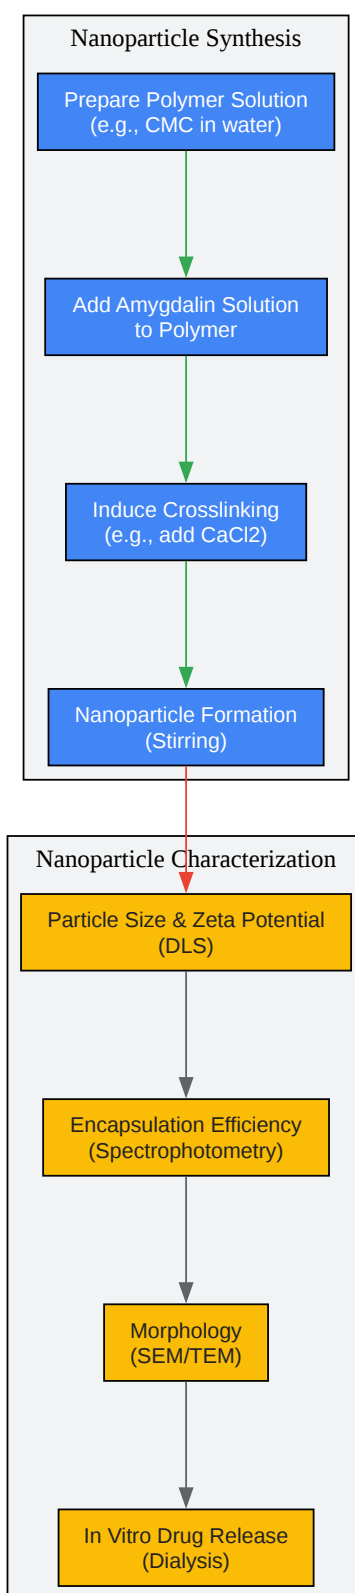 Nanoparticle Synthesis
Prepare Polymer Solution
(e.g., CMC in water)
Add Amygdalin Solution
to Polymer
Induce Crosslinking
(e.g., add CaCl2)
Nanoparticle Formation
(Stirring)
Nanoparticle Characterization
Particle Size & Zeta Potential
(DLS)
Encapsulation Efficiency
(Spectrophotometry)
Morphology
(SEM/TEM)
In Vitro Drug Release
(Dialysis)